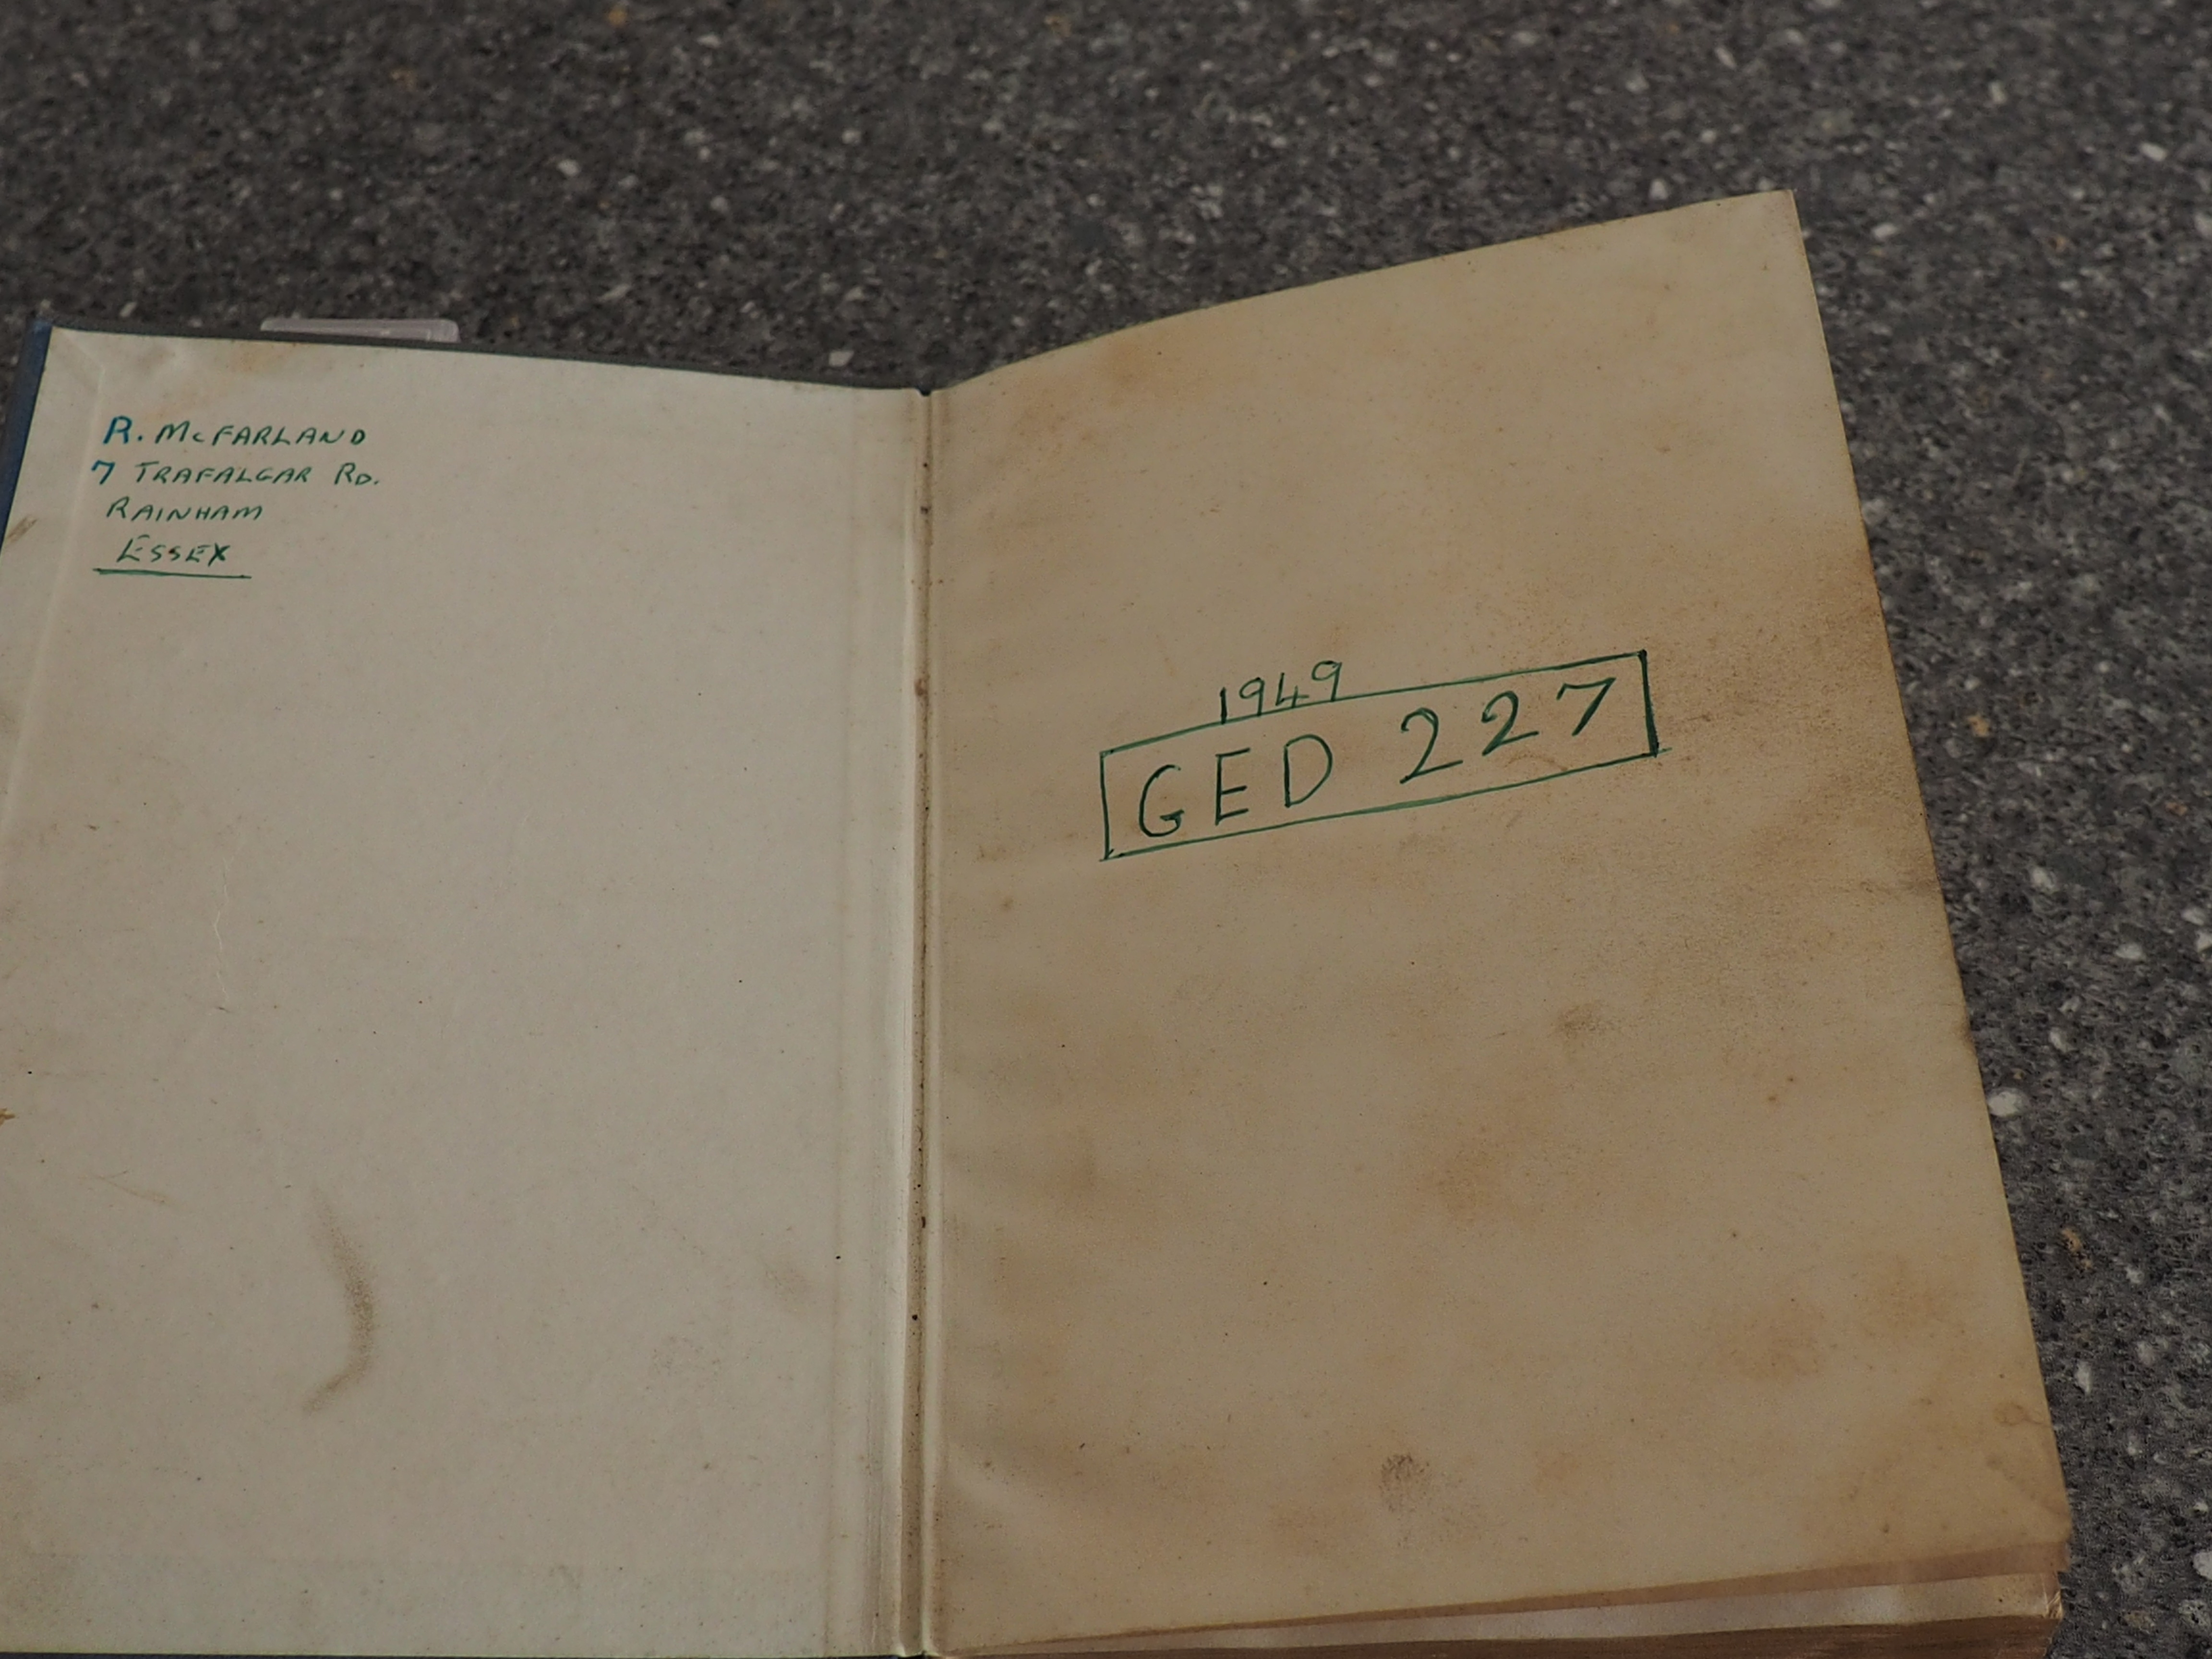 R. McFARLAND
7 TRAFALGAR RD.
RAINHAM
ESSEX
1949
GED 227